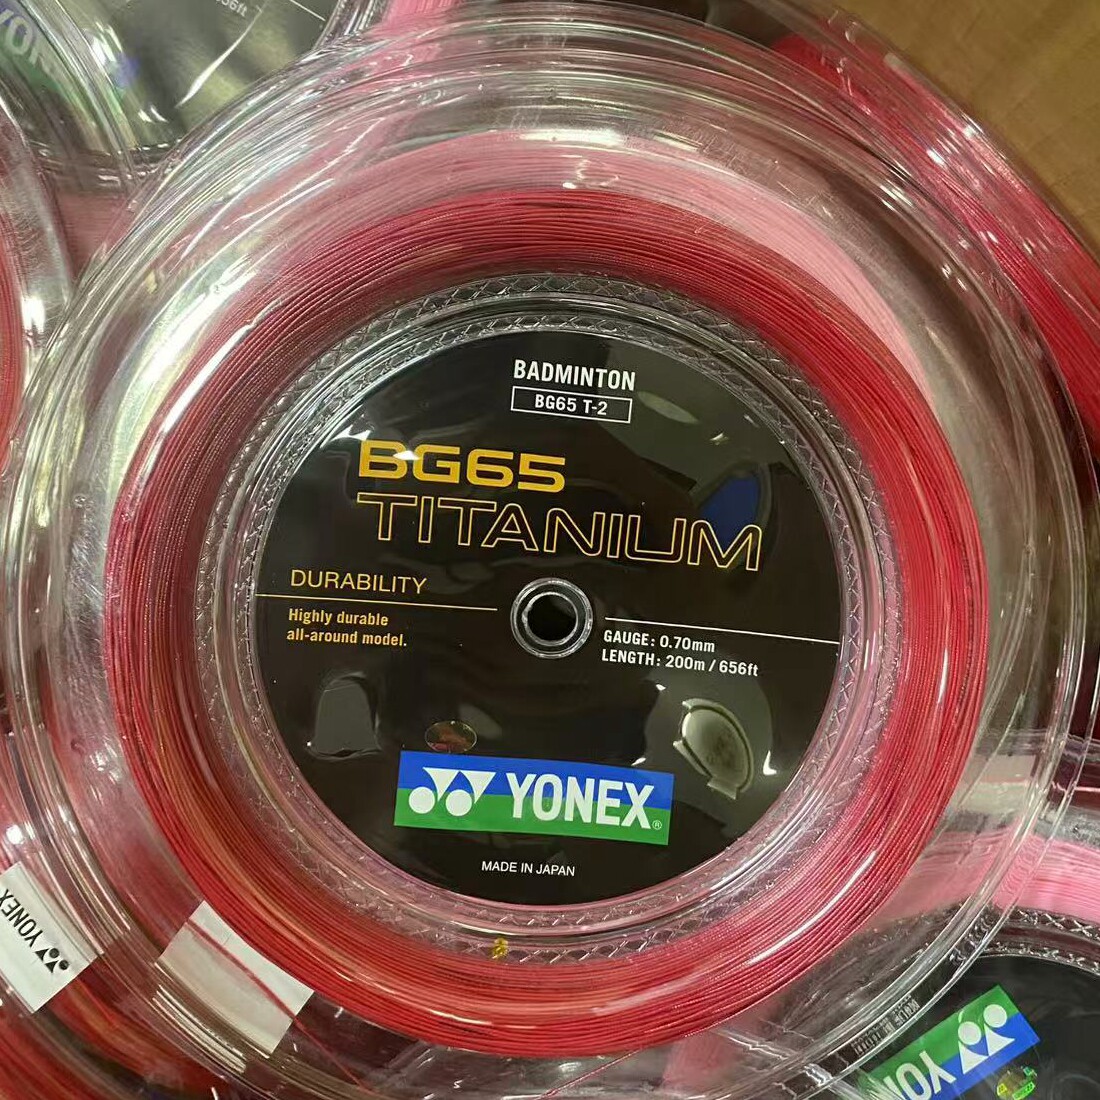 BADMINTON
BG65 T-2
BG65
TITANIUM
DURABILITY
Highly durable
all-around model.
GAUGE: 0.70mm
LENGTH: 200m / 656ft
YONEX®
MADE IN JAPAN
YONEX